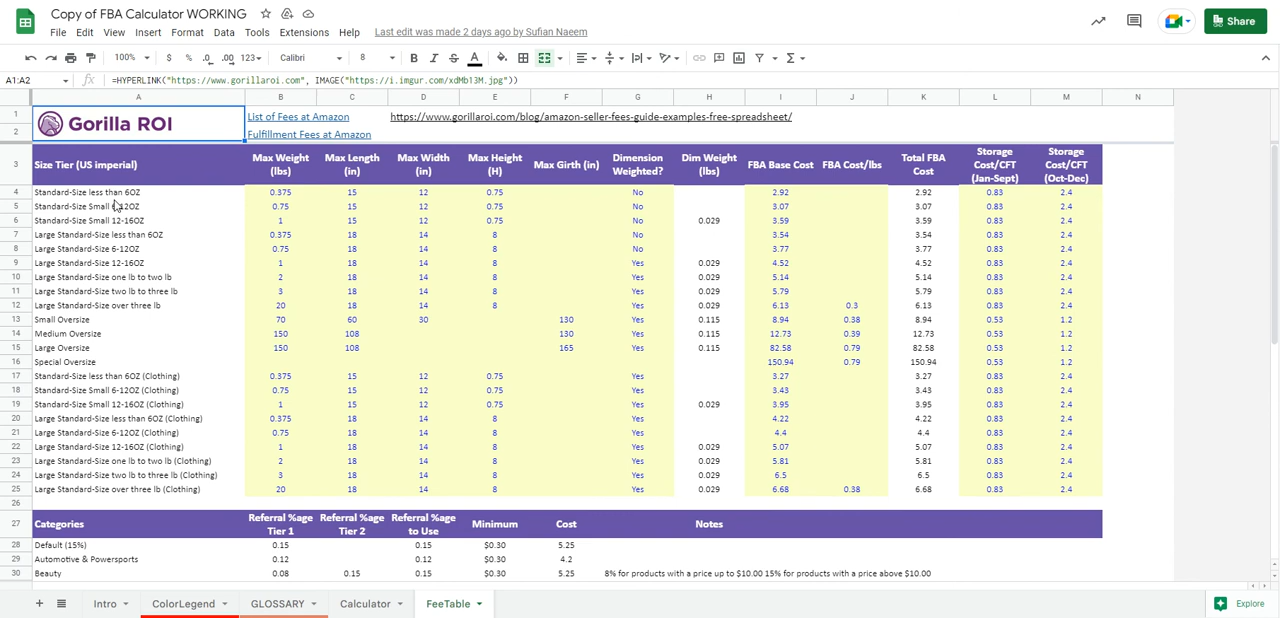 Copy of FBA Calculator WORKING
File Edit View Insert Format Data Tools Extensions Help Last edit was made 2 days ago by Sufian Naeem
Share
100% $ % .0 .00 123 Calibri 8 B I S A
A1:A2 fx =HYPERLINK("https://www.gorillaroi.com", IMAGE("https://i.imgur.com/xdMb13M.jpg"))
A B C D E F G H I J K L M N
1 Gorilla ROI List of Fees at Amazon https://www.gorillaroi.com/blog/amazon-seller-fees-guide-examples-free-spreadsheet/
2 Fulfillment Fees at Amazon
3 Size Tier (US imperial) Max Weight (lbs) Max Length (in) Max Width (in) Max Height (H) Max Girth (in) Dimension Weighted? Dim Weight (lbs) FBA Base Cost FBA Cost/lbs Total FBA Cost Storage Cost/CFT (Jan-Sept) Storage Cost/CFT (Oct-Dec)
4 Standard-Size less than 6OZ 0.375 15 12 0.75 No 2.92 2.92 0.83 2.4
5 Standard-Size Small 12OZ 0.75 15 12 0.75 No 3.07 3.07 0.83 2.4
6 Standard-Size Small 12-16OZ 1 15 12 0.75 No 0.029 3.59 3.59 0.83 2.4
7 Large Standard-Size less than 6OZ 0.375 18 14 8 No 3.54 3.54 0.83 2.4
8 Large Standard-Size 6-12OZ 0.75 18 14 8 No 3.77 3.77 0.83 2.4
9 Large Standard-Size 12-16OZ 1 18 14 8 Yes 0.029 4.52 4.52 0.83 2.4
10 Large Standard-Size one lb to two lb 2 18 14 8 Yes 0.029 5.14 5.14 0.83 2.4
11 Large Standard-Size two lb to three lb 3 18 14 8 Yes 0.029 5.79 5.79 0.83 2.4
12 Large Standard-Size over three lb 20 18 14 8 Yes 0.029 6.13 0.3 6.13 0.83 2.4
13 Small Oversize 70 60 30 130 Yes 0.115 8.94 0.38 8.94 0.53 1.2
14 Medium Oversize 150 108 130 Yes 0.115 12.73 0.39 12.73 0.53 1.2
15 Large Oversize 150 108 165 Yes 0.115 82.58 0.79 82.58 0.53 1.2
16 Special Oversize 150.94 0.79 150.94 0.53 1.2
17 Standard-Size less than 6OZ (Clothing) 0.375 15 12 0.75 Yes 3.27 3.27 0.83 2.4
18 Standard-Size Small 6-12OZ (Clothing) 0.75 15 12 0.75 Yes 3.43 3.43 0.83 2.4
19 Standard-Size Small 12-16OZ (Clothing) 1 15 12 0.75 Yes 0.029 3.95 3.95 0.83 2.4
20 Large Standard-Size less than 6OZ (Clothing) 0.375 18 14 8 Yes 4.22 4.22 0.83 2.4
21 Large Standard-Size 6-12OZ (Clothing) 0.75 18 14 8 Yes 4.4 4.4 0.83 2.4
22 Large Standard-Size 12-16OZ (Clothing) 1 18 14 8 Yes 0.029 5.07 5.07 0.83 2.4
23 Large Standard-Size one lb to two lb (Clothing) 2 18 14 8 Yes 0.029 5.81 5.81 0.83 2.4
24 Large Standard-Size two lb to three lb (Clothing) 3 18 14 8 Yes 0.029 6.5 6.5 0.83 2.4
25 Large Standard-Size over three lb (Clothing) 20 18 14 8 Yes 0.029 6.68 0.38 6.68 0.83 2.4
26
27 Categories Referral %age Tier 1 Referral %age Tier 2 Referral %age to Use Minimum Cost Notes
28 Default (15%) 0.15 0.15 $0.30 5.25
29 Automotive & Powersports 0.12 0.12 $0.30 4.2
30 Beauty 0.08 0.15 0.15 $0.30 5.25 8% for products with a price up to $10.00 15% for products with a price above $10.00
Intro ColorLegend GLOSSARY Calculator FeeTable Explore